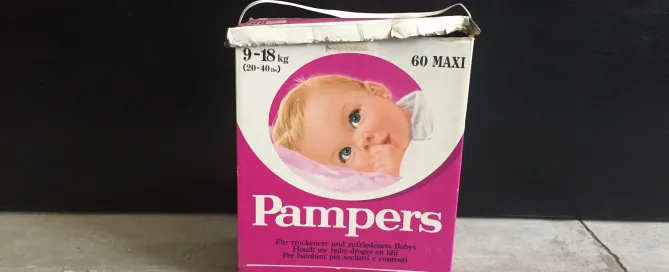 9-18 kg
(20-40 lbs.)
60 MAXI
Pampers
Für trockenere und zufriedenere Babys
Houdt uw baby droger en blij
Per bambini più asciutti e contenti